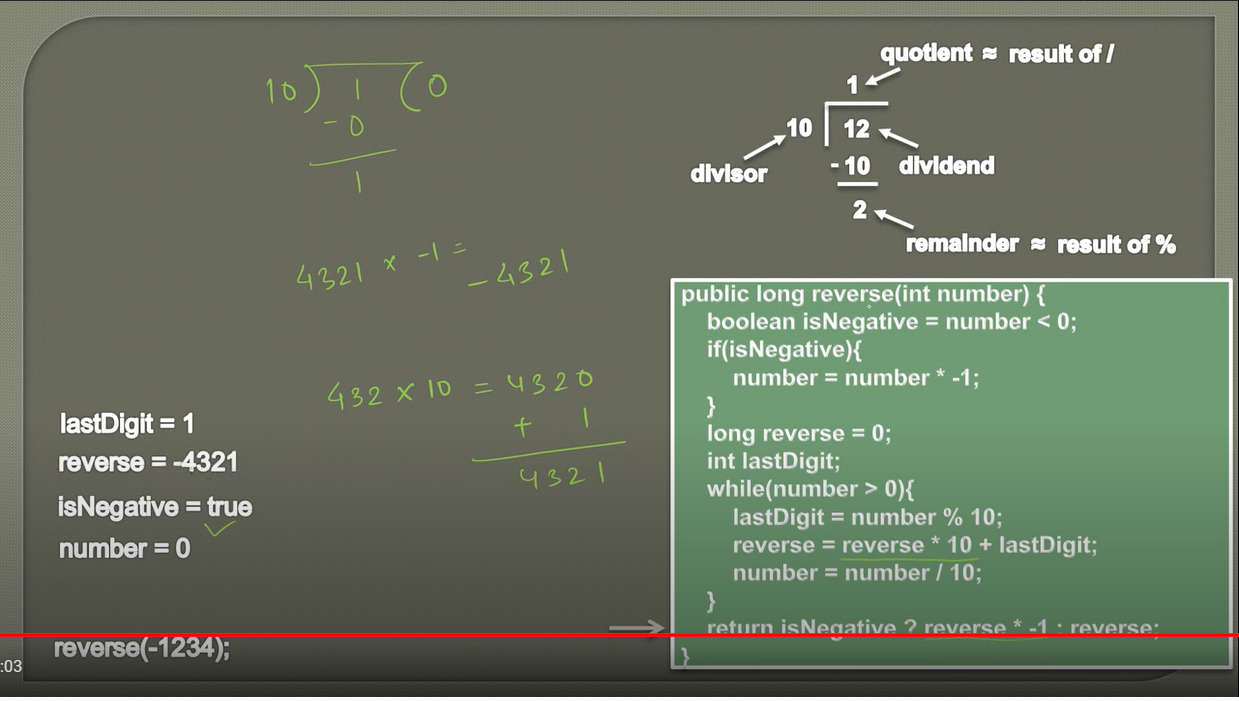 10 ) 1 ( 0
- 0
1
4321 x -1 = - 4321
432 x 10 = 4320
+ 1
4321
quotient ≈ result of /
1
10 12
divisor
- 10 dividend
2
remainder ≈ result of %
lastDigit = 1
reverse = -4321
isNegative = true
number = 0
reverse(-1234);
:03
public long reverse(int number) {
boolean isNegative = number < 0;
if(isNegative){
number = number * -1;
}
long reverse = 0;
int lastDigit;
while(number > 0){
lastDigit = number % 10;
reverse = reverse * 10 + lastDigit;
number = number / 10;
}
return isNegative ? reverse * -1 : reverse;
}